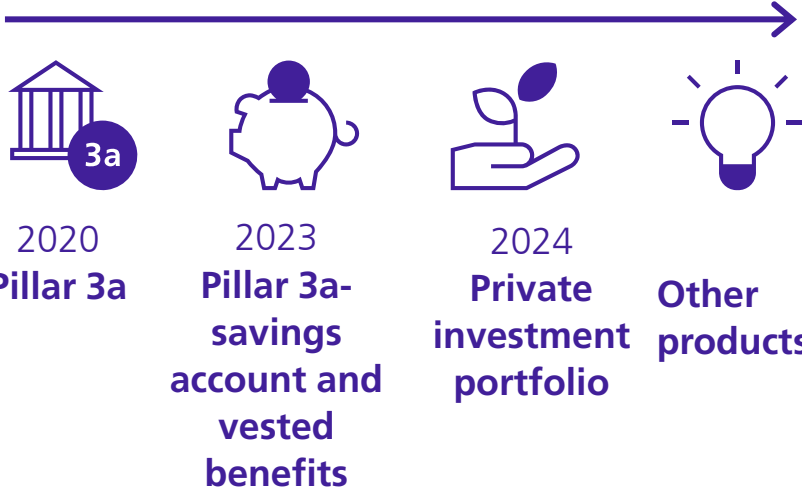 3a
2020
Pillar 3a
2023
Pillar 3a-
savings
account and
vested
benefits
2024
Private
investment
portfolio
Other
products